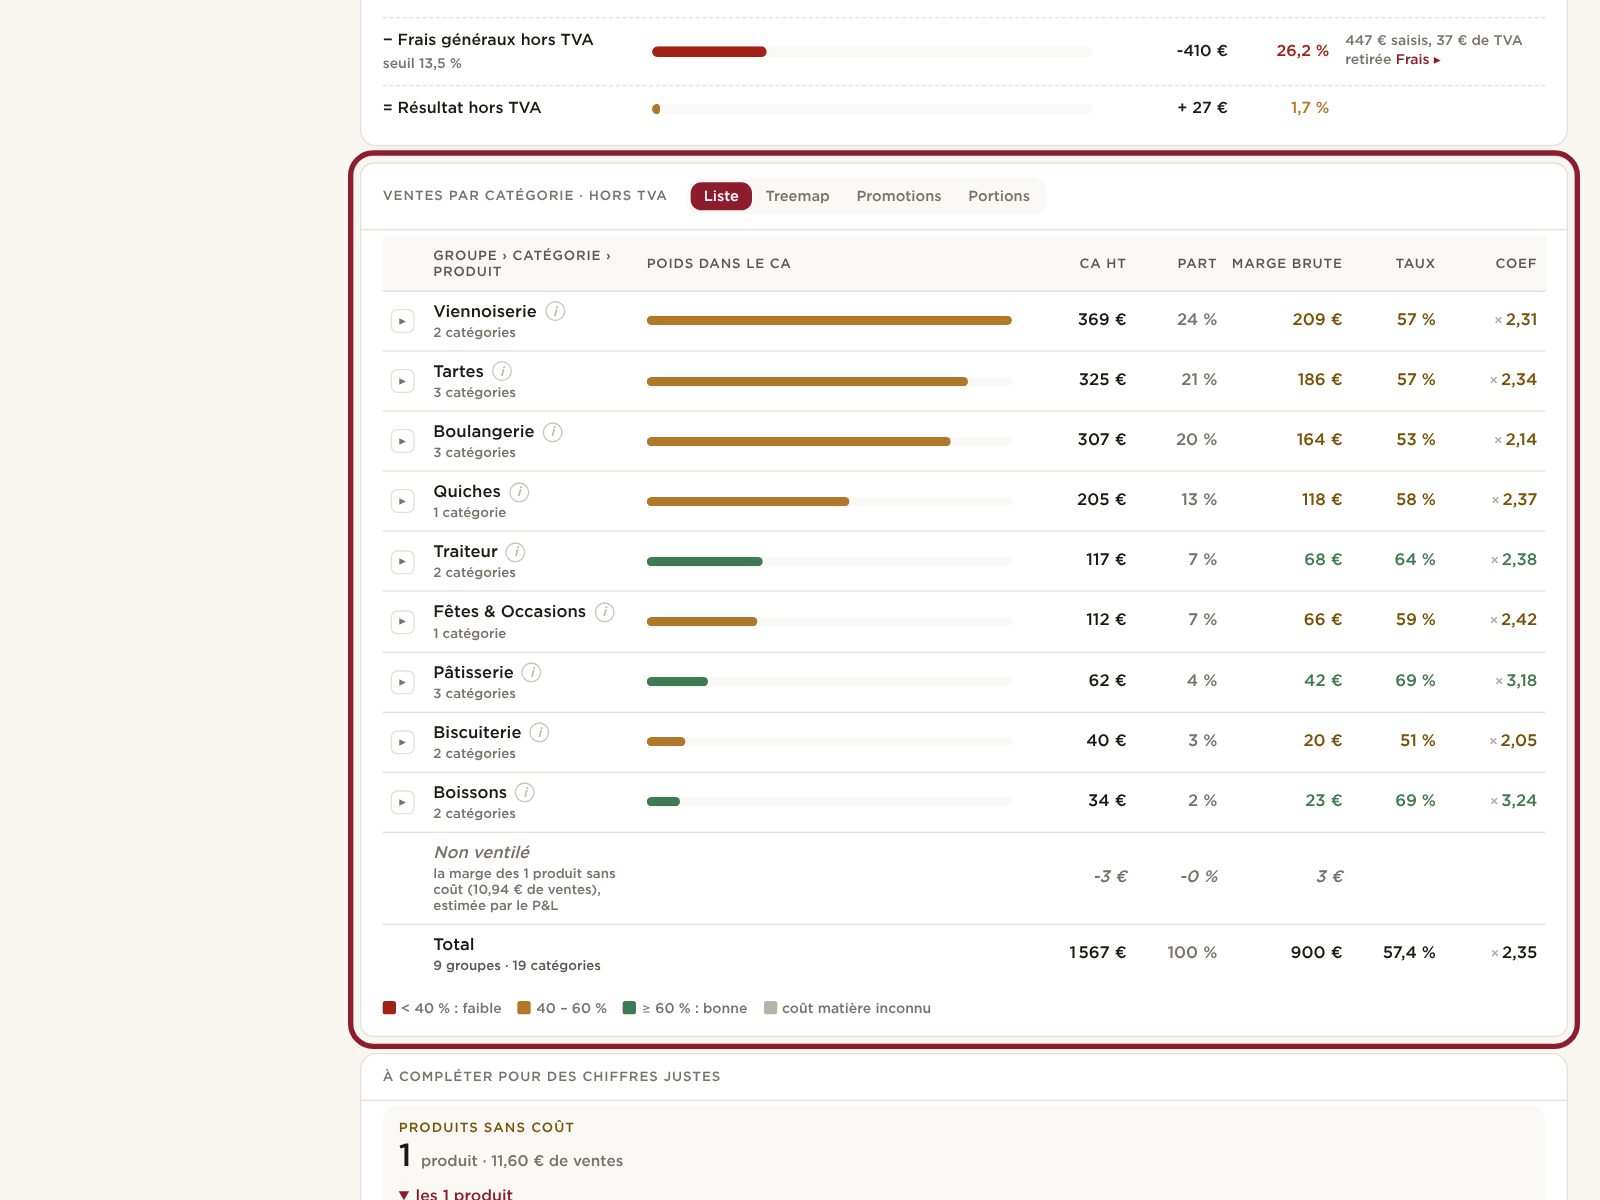 − Frais généraux hors TVA
seuil 13,5 %
-410 €
26,2 %
447 € saisis, 37 € de TVA
retirée Frais ▸
= Résultat hors TVA
+ 27 €
1,7 %
VENTES PAR CATÉGORIE · HORS TVA
Liste
Treemap
Promotions
Portions
GROUPE › CATÉGORIE ›
PRODUIT
POIDS DANS LE CA
CA HT
PART
MARGE BRUTE
TAUX
COEF
▸ Viennoiserie i
2 catégories
369 €
24 %
209 €
57 %
× 2,31
▸ Tartes i
3 catégories
325 €
21 %
186 €
57 %
× 2,34
▸ Boulangerie i
3 catégories
307 €
20 %
164 €
53 %
× 2,14
▸ Quiches i
1 catégorie
205 €
13 %
118 €
58 %
× 2,37
▸ Traiteur i
2 catégories
117 €
7 %
68 €
64 %
× 2,38
▸ Fêtes & Occasions i
1 catégorie
112 €
7 %
66 €
59 %
× 2,42
▸ Pâtisserie i
3 catégories
62 €
4 %
42 €
69 %
× 3,18
▸ Biscuiterie i
2 catégories
40 €
3 %
20 €
51 %
× 2,05
▸ Boissons i
2 catégories
34 €
2 %
23 €
69 %
× 3,24
Non ventilé
la marge des 1 produit sans
coût (10,94 € de ventes),
estimée par le P&L
-3 €
-0 %
3 €
Total
9 groupes · 19 catégories
1 567 €
100 %
900 €
57,4 %
× 2,35
< 40 % : faible
40 – 60 %
≥ 60 % : bonne
coût matière inconnu
À COMPLÉTER POUR DES CHIFFRES JUSTES
PRODUITS SANS COÛT
1 produit · 11,60 € de ventes
▼ les 1 produit